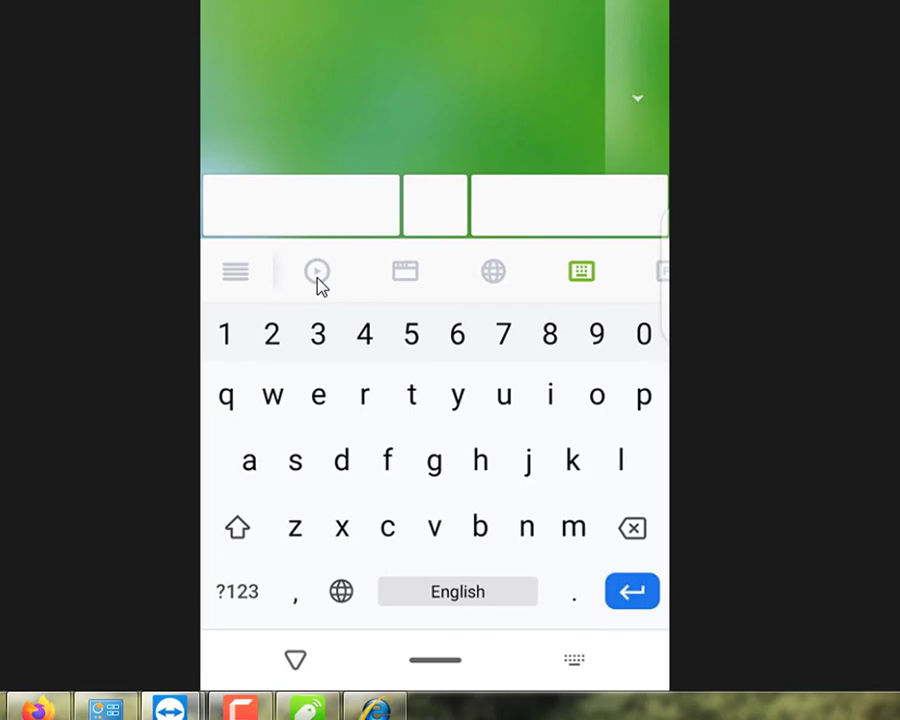 1 2 3 4 5 6 7 8 9 0
q w e r t y u i o p
a s d f g h j k l
z x c v b n m
?123 , English .